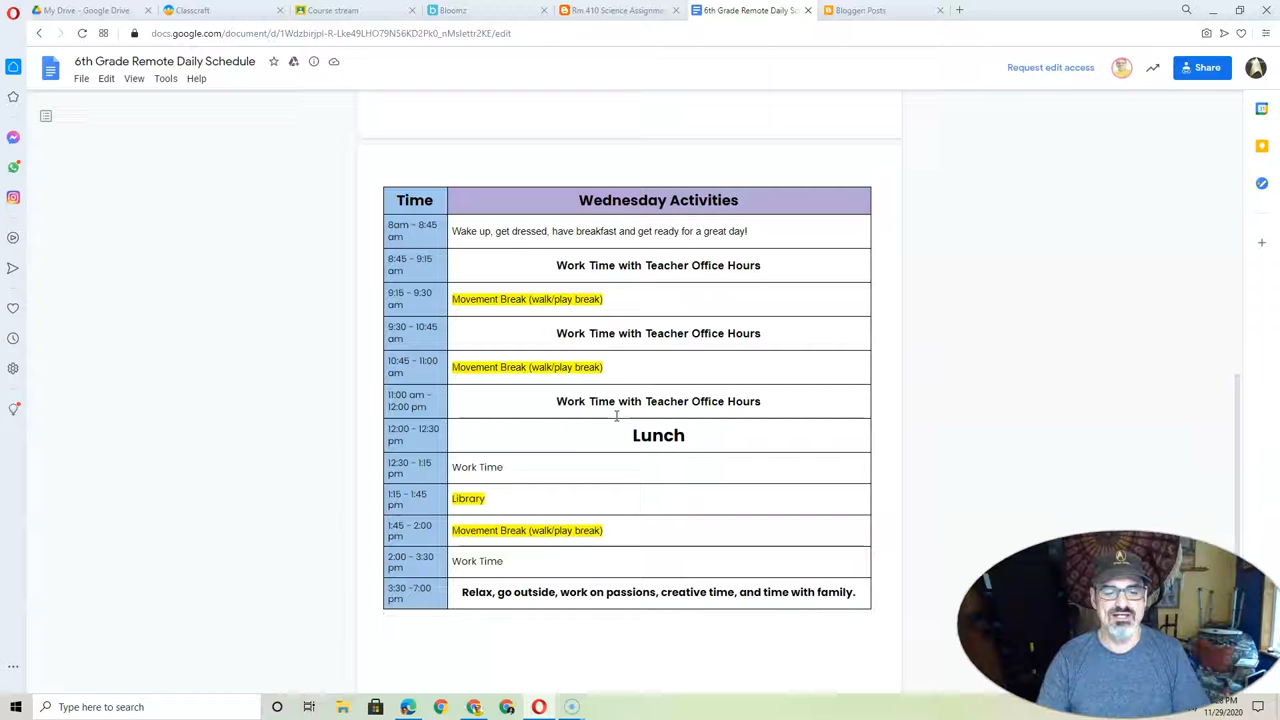 My Drive - Google Drive
Classcraft
Course stream
Bloomz
Rm 410 Science Assignme
6th Grade Remote Daily Sc
Blogger: Posts
docs.google.com/document/d/
/edit
6th Grade Remote Daily Schedule
File Edit View Tools Help
Request edit access
Share
Time Wednesday Activities
8am - 8:45
am
Wake up, get dressed, have breakfast and get ready for a great day!
8:45 - 9:15
am
Work Time with Teacher Office Hours
9:15 - 9:30
am
Movement Break (walk/play break)
9:30 - 10:45
am
Work Time with Teacher Office Hours
10:45 - 11:00
am
Movement Break (walk/play break)
11:00 am -
12:00 pm
Work Time with Teacher Office Hours
12:00 - 12:30
pm
Lunch
12:30 - 1:15
pm
Work Time
1:15 - 1:45
pm
Library
1:45 - 2:00
pm
Movement Break (walk/play break)
2:00 - 3:30
pm
Work Time
3:30 -7:00
pm
Relax, go outside, work on passions, creative time, and time with family.
Type here to search
11/29/2020